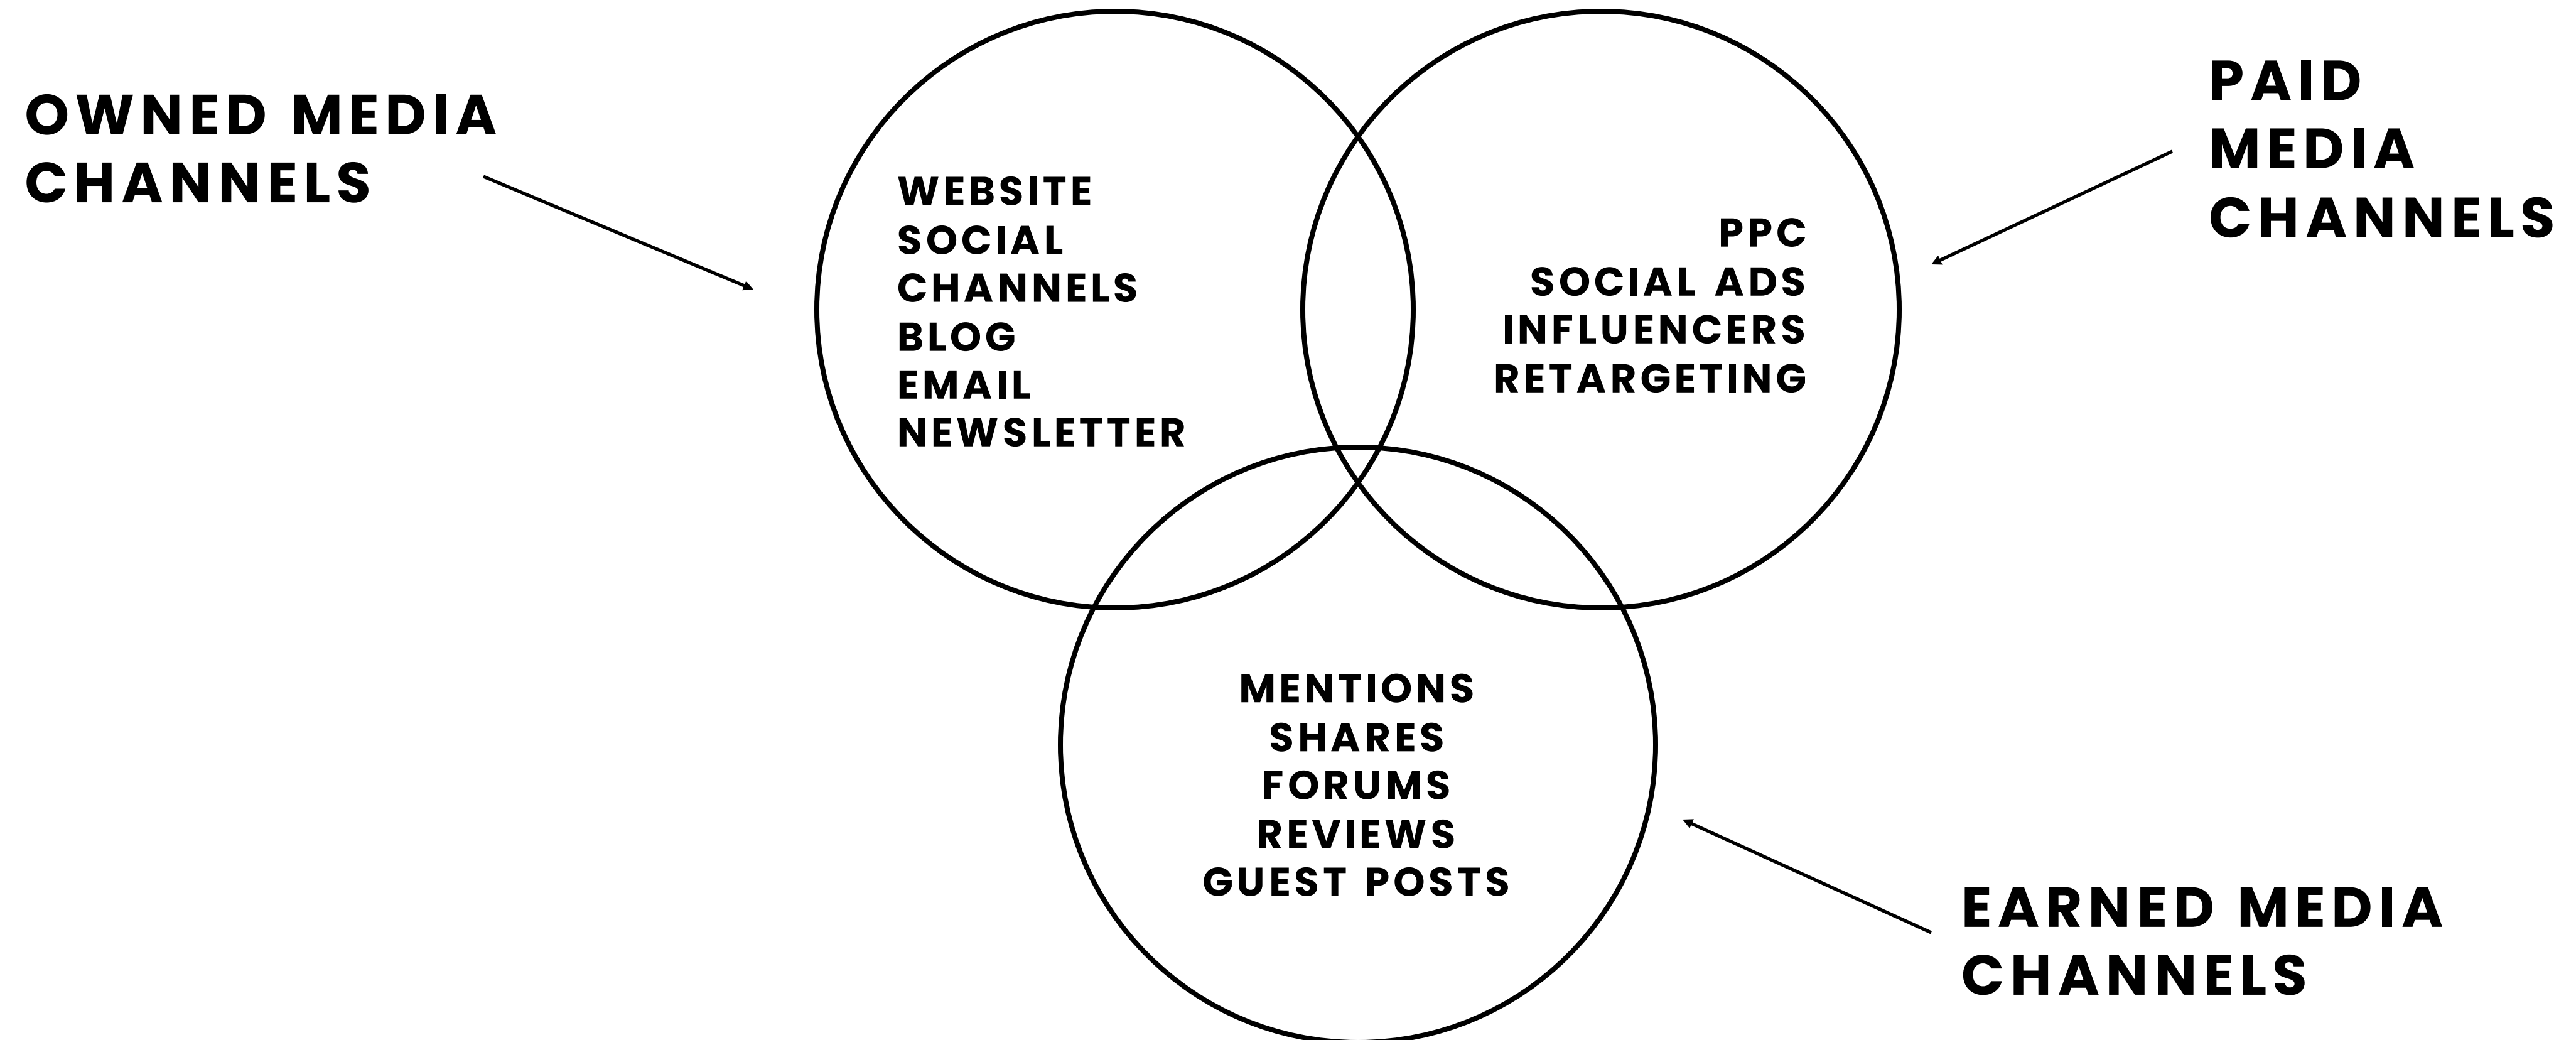 OWNED MEDIA
CHANNELS
WEBSITE
SOCIAL
CHANNELS
BLOG
EMAIL
NEWSLETTER
PAID
MEDIA
CHANNELS
PPC
SOCIAL ADS
INFLUENCERS
RETARGETING
MENTIONS
SHARES
FORUMS
REVIEWS
GUEST POSTS
EARNED MEDIA
CHANNELS